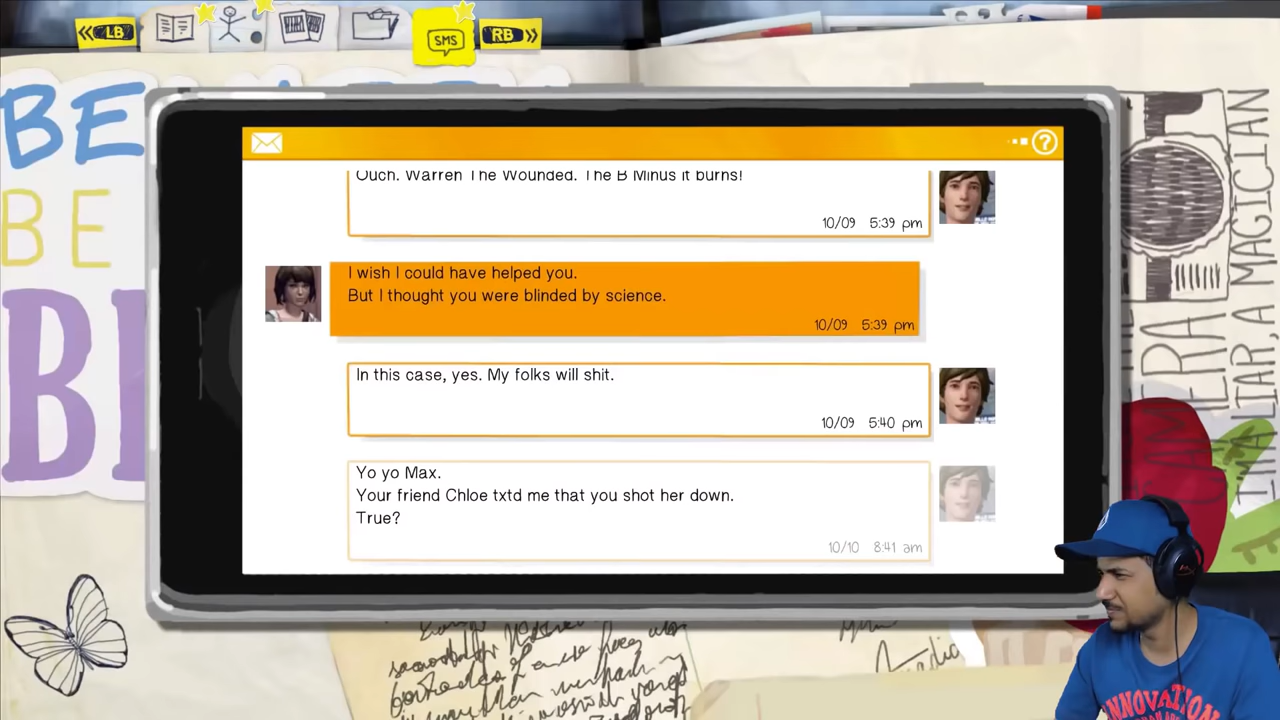 LB
SMS
RB
BE
BE
Ouch. Warren The Wounded. The B Minus it burns!
10/09 5:39 pm
I wish I could have helped you.
But I thought you were blinded by science.
10/09 5:39 pm
In this case, yes. My folks will shit.
10/09 5:40 pm
Yo yo Max.
Your friend Chloe txtd me that you shot her down.
True?
10/10 8:41 am
INNOVATION